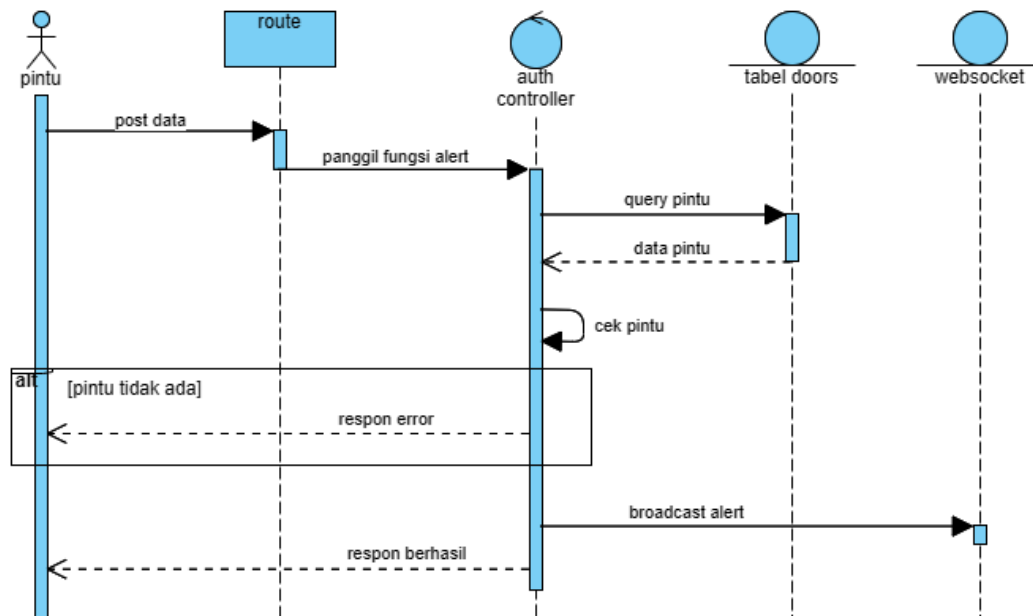 pintu
route
auth
controller
tabel doors
websocket
post data
panggil fungsi alert
query pintu
data pintu
cek pintu
alt
[pintu tidak ada]
respon error
broadcast alert
respon berhasil